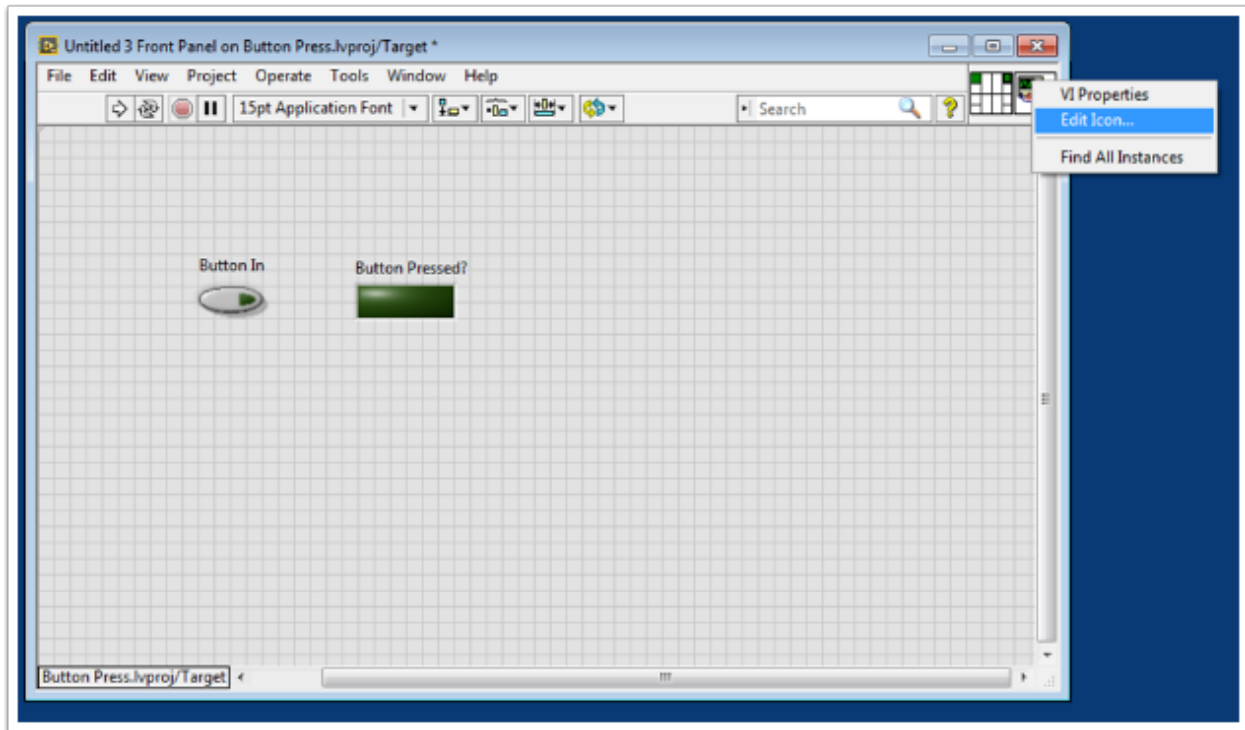 Untitled 3 Front Panel on Button Press.lvproj/Target *
File Edit View Project Operate Tools Window Help
15pt Application Font
Search
?
VI Properties
Edit Icon...
Find All Instances
Button In
Button Pressed?
Button Press.lvproj/Target